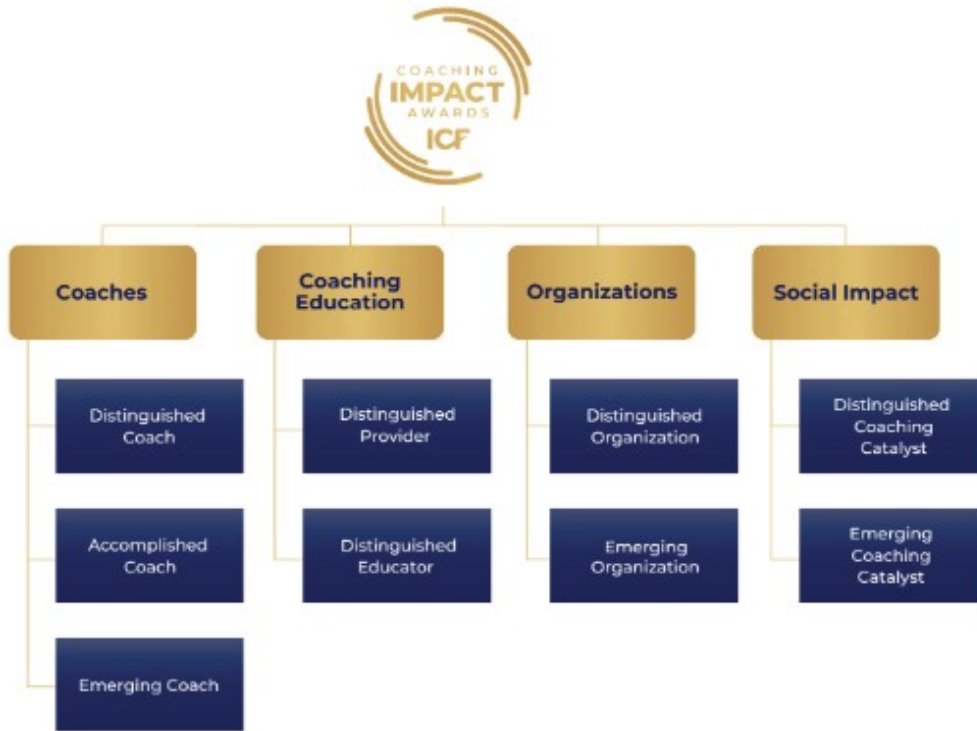 COACHING
IMPACT
AWARDS
ICF
Coaches
Coaching
Education
Organizations
Social Impact
Distinguished
Coach
Distinguished
Provider
Distinguished
Organization
Distinguished
Coaching
Catalyst
Accomplished
Coach
Distinguished
Educator
Emerging
Organization
Emerging
Coaching
Catalyst
Emerging Coach